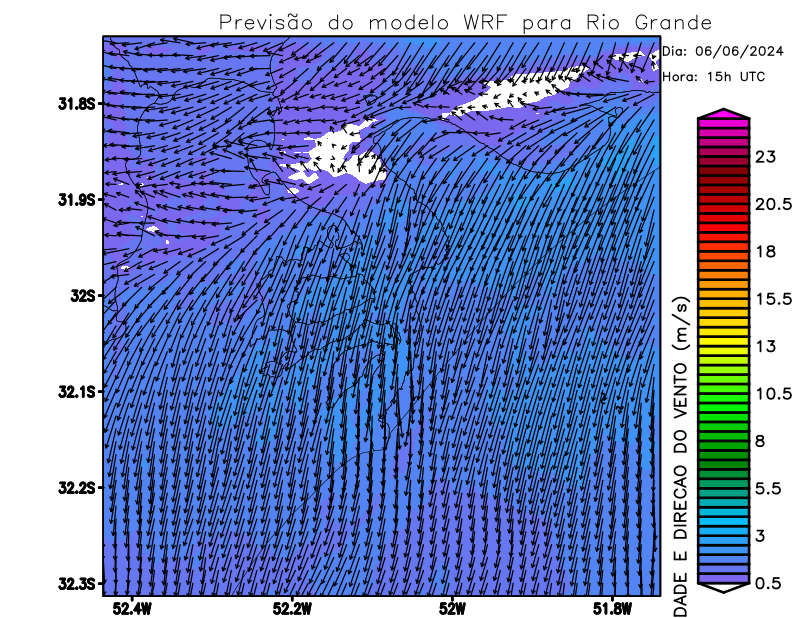 Previsão do modelo WRF para Rio Grande
Dia: 06/06/2024
Hora: 15h UTC
31.8S
31.9S
32S
32.1S
32.2S
32.3S
52.4W
52.2W
52W
51.8W
DADE E DIRECAO DO VENTO (m/s)
23
20.5
18
15.5
13
10.5
8
5.5
3
0.5